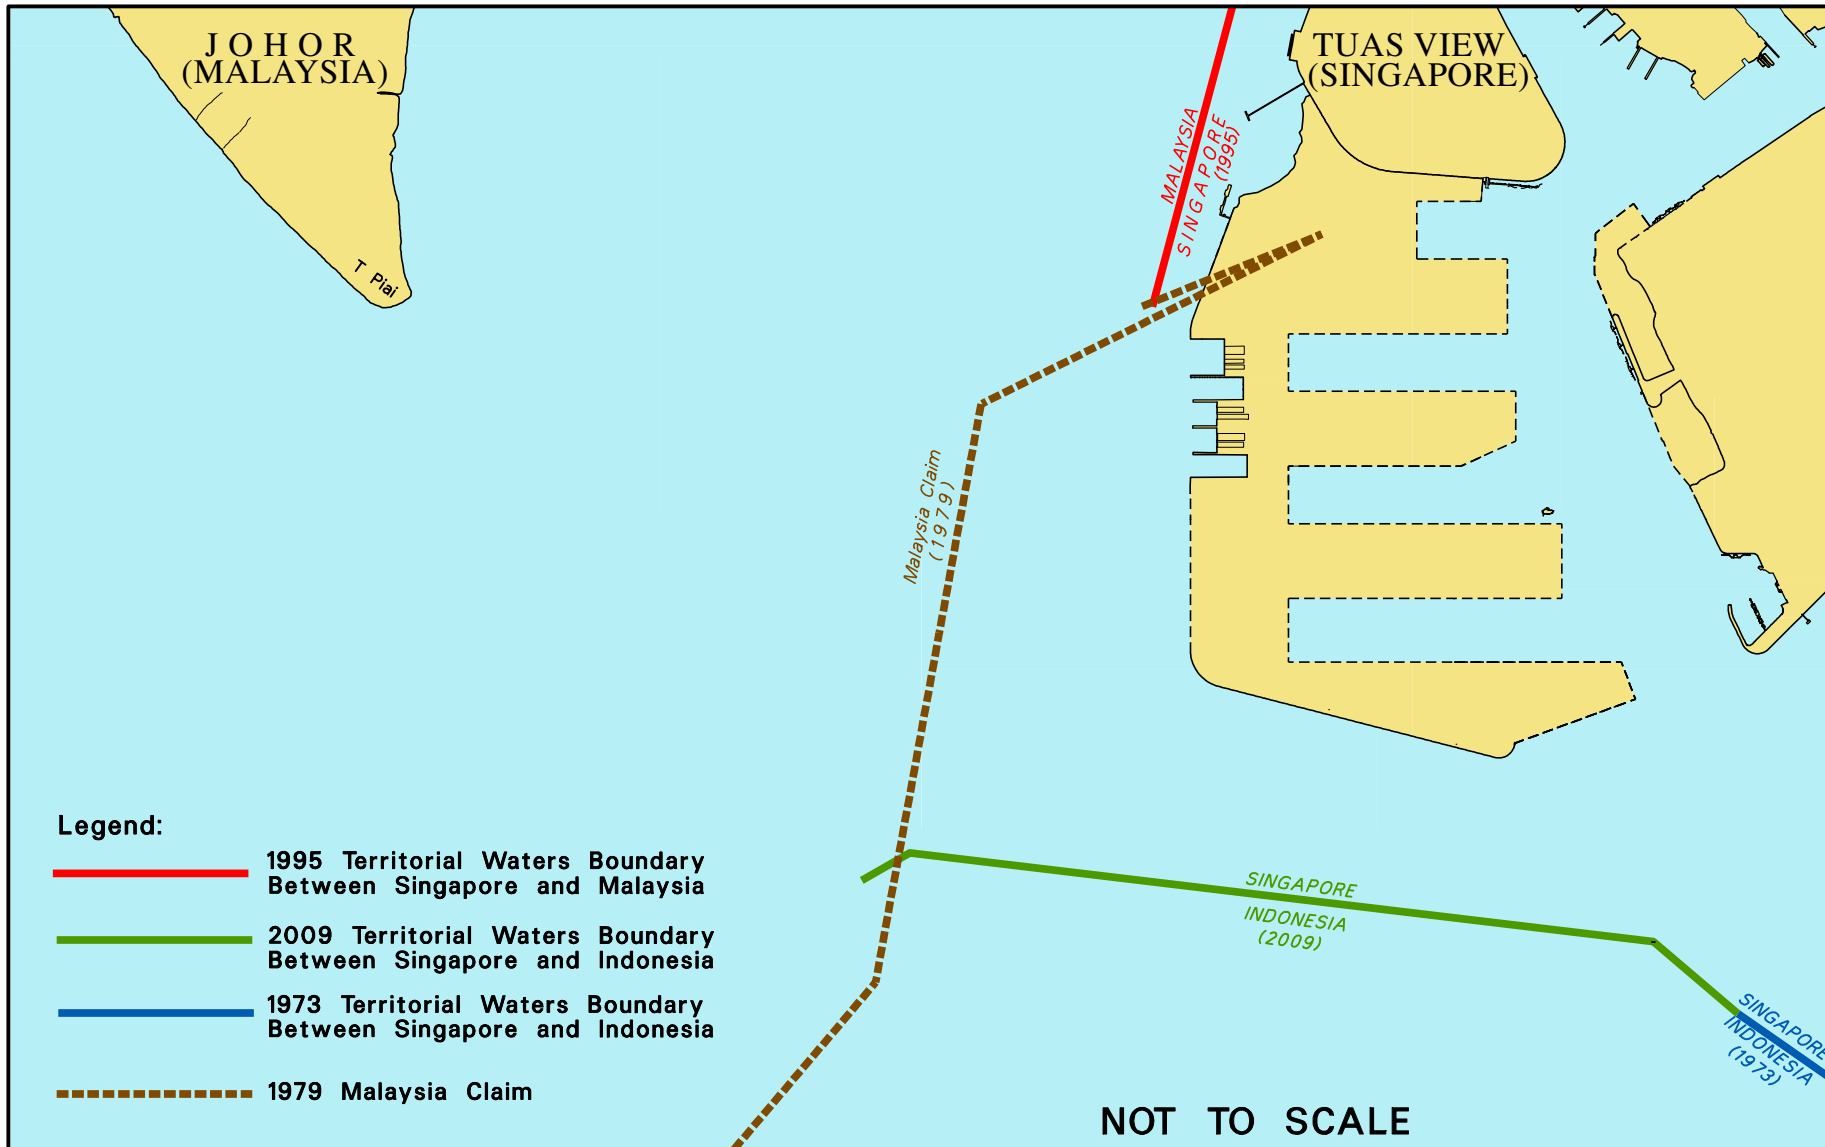 JOHOR
(MALAYSIA)
TUAS VIEW
(SINGAPORE)
MALAYSIA
SINGAPORE
(1995)
T Piai
Malaysia Claim
(1979)
Legend:
1995 Territorial Waters Boundary
Between Singapore and Malaysia
2009 Territorial Waters Boundary
Between Singapore and Indonesia
1973 Territorial Waters Boundary
Between Singapore and Indonesia
1979 Malaysia Claim
SINGAPORE
INDONESIA
(2009)
SINGAPORE
INDONESIA
(1973)
NOT TO SCALE